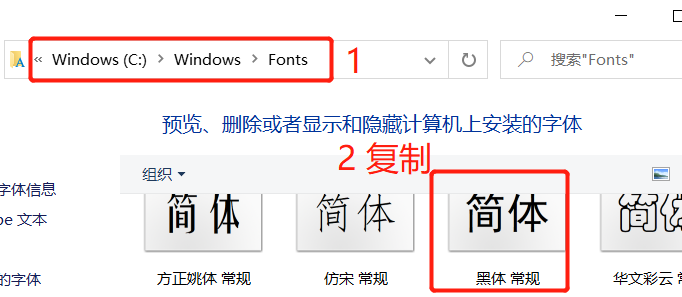 « Windows (C:) > Windows > Fonts 1
搜索"Fonts"
预览、删除或者显示和隐藏计算机上安装的字体
2 复制
组织
字体信息
pe 文本
的字体
简体 简体 简体 简体
方正姚体 常规 仿宋 常规 黑体 常规 华文彩云 常